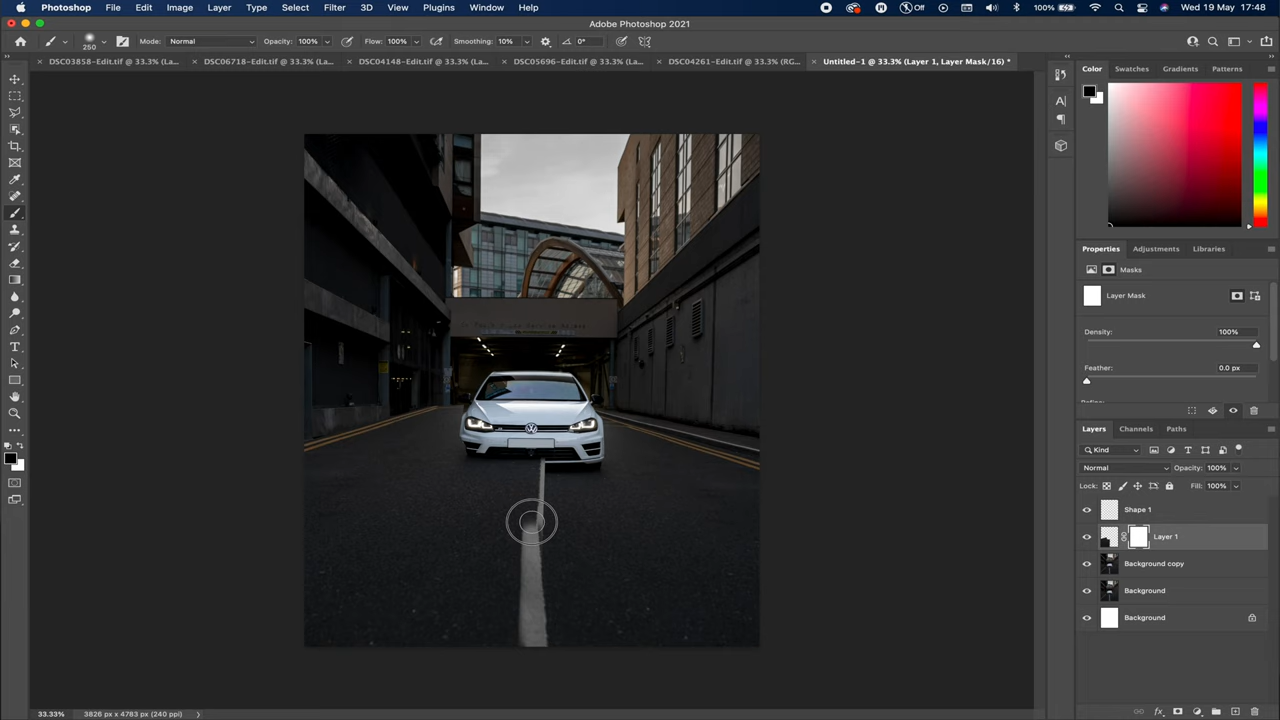 Photoshop File Edit Image Layer Type Select Filter 3D View Plugins Window Help Off 100% Wed 19 May 17:48
Adobe Photoshop 2021
250 Mode: Normal Opacity: 100% Flow: 100% Smoothing: 10% 0°
DSC03858-Edit.tif @ 33.3% (La... DSC06718-Edit.tif @ 33.3% (La... DSC04148-Edit.tif @ 33.3% (La... DSC05696-Edit.tif @ 33.3% (La... DSC04261-Edit.tif @ 33.3% (RG... Untitled-1 @ 33.3% (Layer 1, Layer Mask/16) *
Color Swatches Gradients Patterns
Properties Adjustments Libraries
Masks
Layer Mask
Density: 100%
Feather: 0.0 px
Refine:
Layers Channels Paths
Kind
Normal Opacity: 100%
Lock: Fill: 100%
Shape 1
Layer 1
Background copy
Background
Background
33.33% 3826 px x 4783 px (240 ppi)